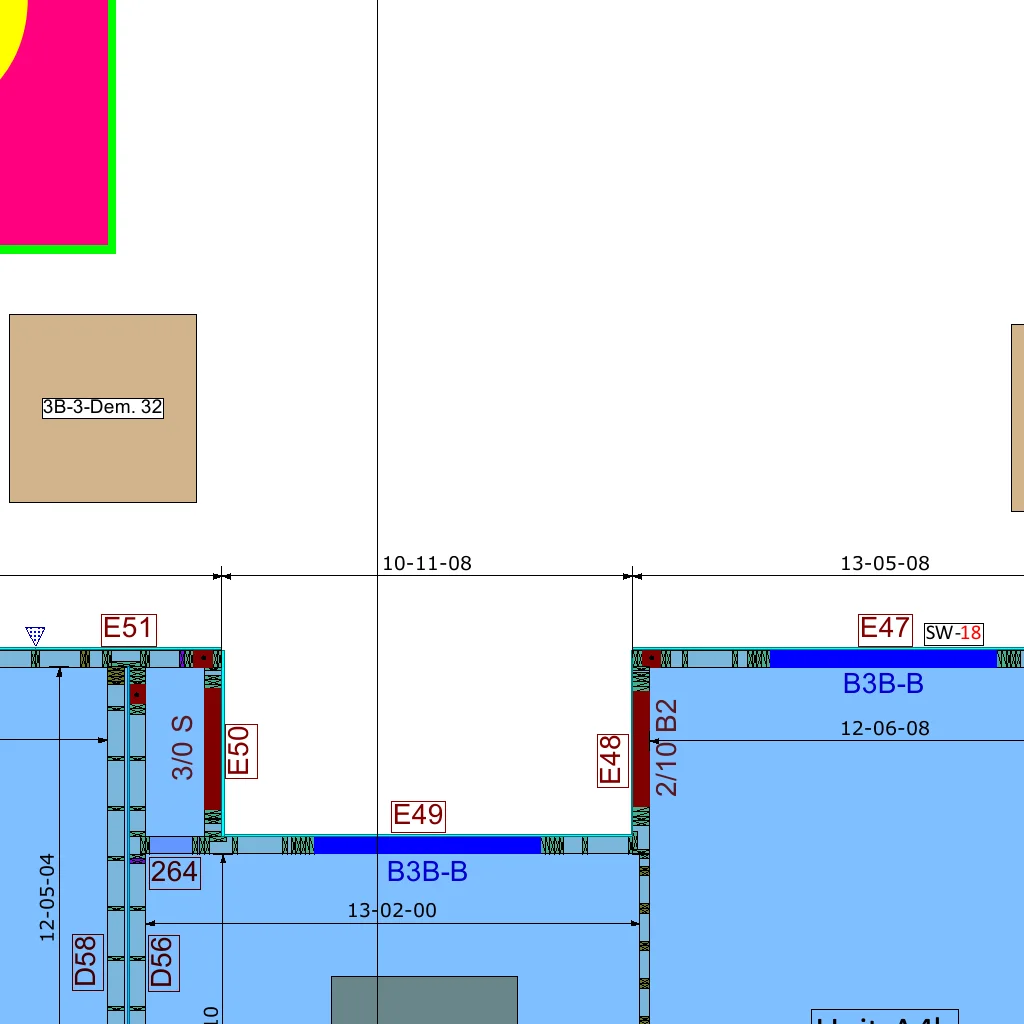 3B-3-Dem. 32
10-11-08
13-05-08
E51
E47
SW-18
B3B-B
3/0 S
E50
E48
2/10 B2
12-06-08
E49
264
B3B-B
12-05-04
13-02-00
D58
D56
10